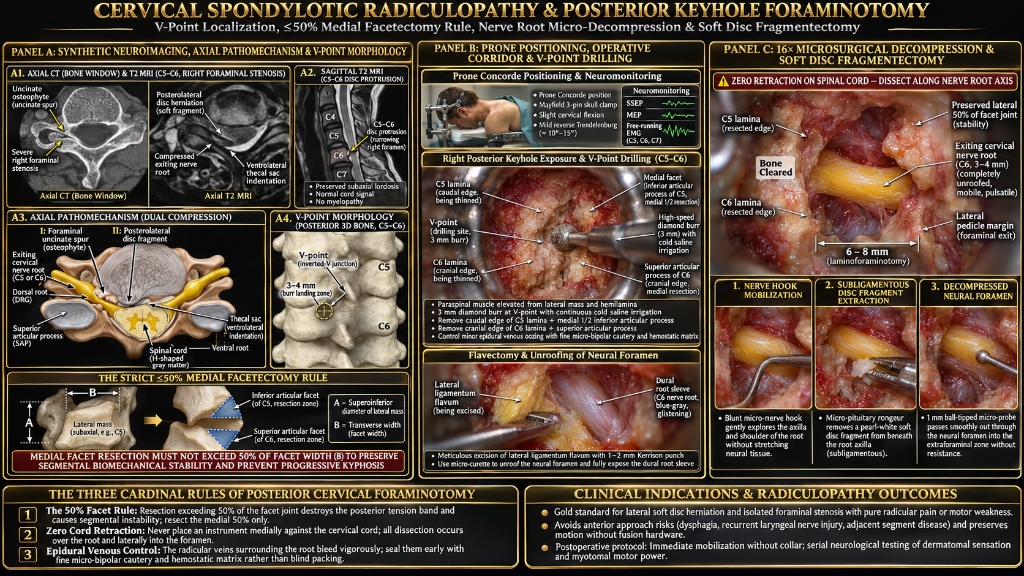 CERVICAL SPONDYLOTIC RADICULOPATHY & POSTERIOR KEYHOLE FORAMINOTOMY
V-Point Localization, ≤50% Medial Facetectomy Rule, Nerve Root Micro-Decompression & Soft Disc Fragmentectomy
PANEL A: SYNTHETIC NEUROIMAGING, AXIAL PATHOMECHANISM & V-POINT MORPHOLOGY
A1. AXIAL CT (BONE WINDOW) & T2 MRI (C5–C6, RIGHT FORAMINAL STENOSIS)
Uncinate
osteophyte
(uncinate spur)
Severe
right foraminal
stenosis
Axial CT (Bone Window)
Posterolateral
disc herniation
(soft fragment)
Compressed
exiting nerve
root
Ventrolateral
thecal sac
indentation
Axial T2 MRI
A2. SAGITTAL T2 MRI
(C5–C6 DISC PROTRUSION)
C4
C5
C6
C7
C5–C6
disc protrusion
(narrowing
right foramen)
• Preserved subaxial lordosis
• Normal cord signal
• No myelopathy
A3. AXIAL PATHOMECHANISM (DUAL COMPRESSION)
I: Foraminal
uncinate spur
(osteophyte)
II: Posterolateral
disc fragment
Exiting
cervical
nerve root
(C5 or C6)
Dorsal root
(DRG)
Superior
articular process
(SAP)
Spinal cord
(H-shaped
gray matter)
Thecal sac
(ventrolateral
indentation)
Ventral root
A4. V-POINT MORPHOLOGY
(POSTERIOR 3D BONE, C5–C6)
V-point
(inverted-V junction)
3–4 mm
(burr landing zone)
C5
C6
THE STRICT ≤50% MEDIAL FACETECTOMY RULE
B
A
Lateral mass
(subaxial, e.g., C5)
Inferior articular facet
(of C5, resection zone)
Superior articular facet
(of C6, resection zone)
A – Superoinferior
diameter of lateral mass
B – Transverse width
(facet width)
MEDIAL FACET RESECTION MUST NOT EXCEED 50% OF FACET WIDTH (B) TO PRESERVE
SEGMENTAL BIOMECHANICAL STABILITY AND PREVENT PROGRESSIVE KYPHOSIS
PANEL B: PRONE POSITIONING, OPERATIVE
CORRIDOR & V-POINT DRILLING
Prone Concorde Positioning & Neuromonitoring
• Prone Concorde position
• Mayfield 3-pin skull clamp
• Slight cervical flexion
• Mild reverse Trendelenburg
(≈ 10°–15°)
Neuromonitoring
SSEP
MEP
Free-running
EMG
(C5, C6, C7)
Right Posterior Keyhole Exposure & V-Point Drilling (C5–C6)
C5 lamina
(caudal edge,
being thinned)
V-point
(drilling site,
3 mm burr)
C6 lamina
(cranial edge,
being thinned)
Medial facet
(inferior articular
process of C5,
medial 1/2 resection)
High-speed
diamond burr
(3 mm) with
cold saline
irrigation
Superior articular
process of C6
(cranial edge,
medial resection)
• Paraspinal muscle elevated from lateral mass and hemilamina
• 3 mm diamond burr at V-point with continuous cold saline irrigation
• Remove caudal edge of C5 lamina + medial 1/2 inferior articular process
• Remove cranial edge of C6 lamina + superior articular process
• Control minor epidural venous oozing with fine micro-bipolar cautery and hemostatic matrix
Flavectomy & Unroofing of Neural Foramen
Lateral
ligamentum
flavum
(being excised)
Dural
root sleeve
(C6 nerve root,
blue-gray,
glistening)
• Meticulous excision of lateral ligamentum flavum with 1–2 mm Kerrison punch
• Use micro-curette to unroof the neural foramen and fully expose the dural root sleeve
PANEL C: 16× MICROSURGICAL DECOMPRESSION &
SOFT DISC FRAGMENTECTOMY
ZERO RETRACTION ON SPINAL CORD — DISSECT ALONG NERVE ROOT AXIS
C5 lamina
(resected edge)
Bone
Cleared
C6 lamina
(resected edge)
Preserved lateral
50% of facet joint
(stability)
Exiting cervical
nerve root
(C6, 3–4 mm)
(completely
unroofed,
mobile, pulsatile)
Lateral
pedicle margin
(foraminal exit)
6 – 8 mm
(laminoforaminotomy)
1. NERVE HOOK
MOBILIZATION
• Blunt micro-nerve hook
gently explores the axilla
and shoulder of the root
without stretching
neural tissue.
2. SUBLIGAMENTOUS
DISC FRAGMENT
EXTRACTION
• Micro-pituitary rongeur
removes a pearl-white soft
disc fragment from beneath
the root axilla
(subligamentous).
3. DECOMPRESSED
NEURAL FORAMEN
• 1 mm ball-tipped micro-probe
passes smoothly out through
the neural foramen into the
extraforaminal zone without
resistance.
THE THREE CARDINAL RULES OF POSTERIOR CERVICAL FORAMINOTOMY
1 The 50% Facet Rule: Resection exceeding 50% of the facet joint destroys the posterior tension band and
causes segmental instability; resect the medial 50% only.
2 Zero Cord Retraction: Never place an instrument medially against the cervical cord; all dissection occurs
over the root and laterally into the foramen.
3 Epidural Venous Control: The radicular veins surrounding the root bleed vigorously; seal them early with
fine micro-bipolar cautery and hemostatic matrix rather than blind packing.
CLINICAL INDICATIONS & RADICULOPATHY OUTCOMES
• Gold standard for lateral soft disc herniation and isolated foraminal stenosis with pure radicular pain or motor weakness.
• Avoids anterior approach risks (dysphagia, recurrent laryngeal nerve injury, adjacent segment disease) and preserves
motion without fusion hardware.
• Postoperative protocol: Immediate mobilization without collar; serial neurological testing of dermatomal sensation
and myotomal motor power.